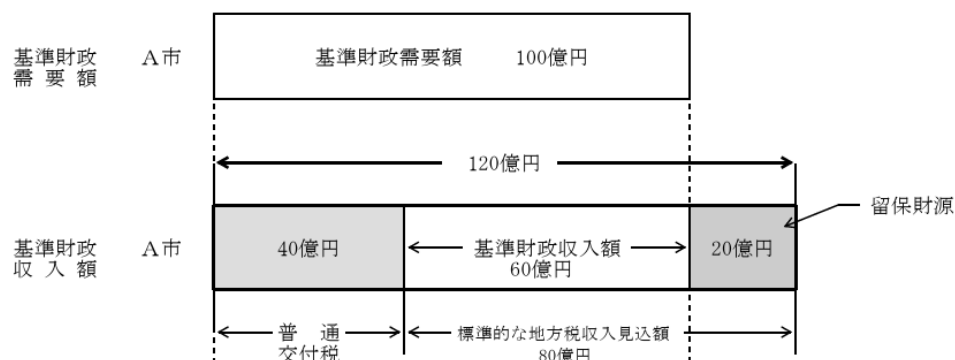 基準財政
需要額
A市
基準財政需要額 100億円
120億円
留保財源
基準財政
収入額
A市
40億円
基準財政収入額
60億円
20億円
普通
交付税
標準的な地方税収入見込額
80億円